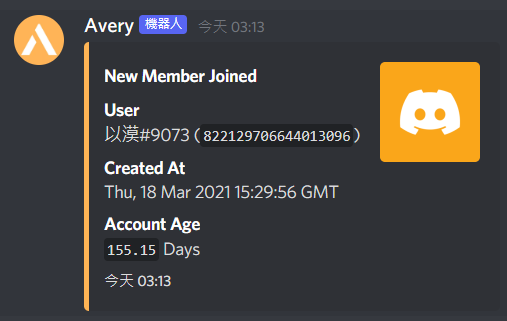 Avery 機器人 今天 03:13
New Member Joined
User
以漠#9073 (822129706644013096)
Created At
Thu, 18 Mar 2021 15:29:56 GMT
Account Age
155.15 Days
今天 03:13